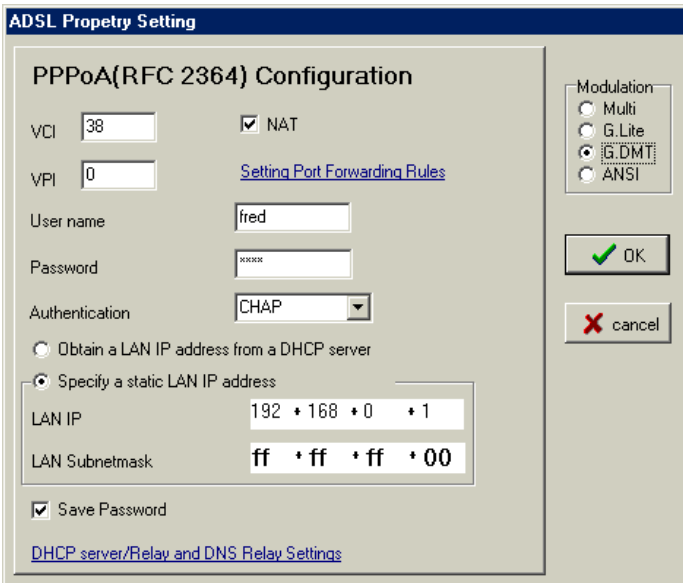 ADSL Propetry Setting
PPPoA(RFC 2364) Configuration
VCI 38
NAT
VPI 0
Setting Port Forwarding Rules
User name fred
Password ****
Authentication CHAP
Obtain a LAN IP address from a DHCP server
Specify a static LAN IP address
LAN IP 192 . 168 . 0 . 1
LAN Subnetmask ff . ff . ff . 00
Save Password
DHCP server/Relay and DNS Relay Settings
Modulation
Multi
G.Lite
G.DMT
ANSI
OK
cancel